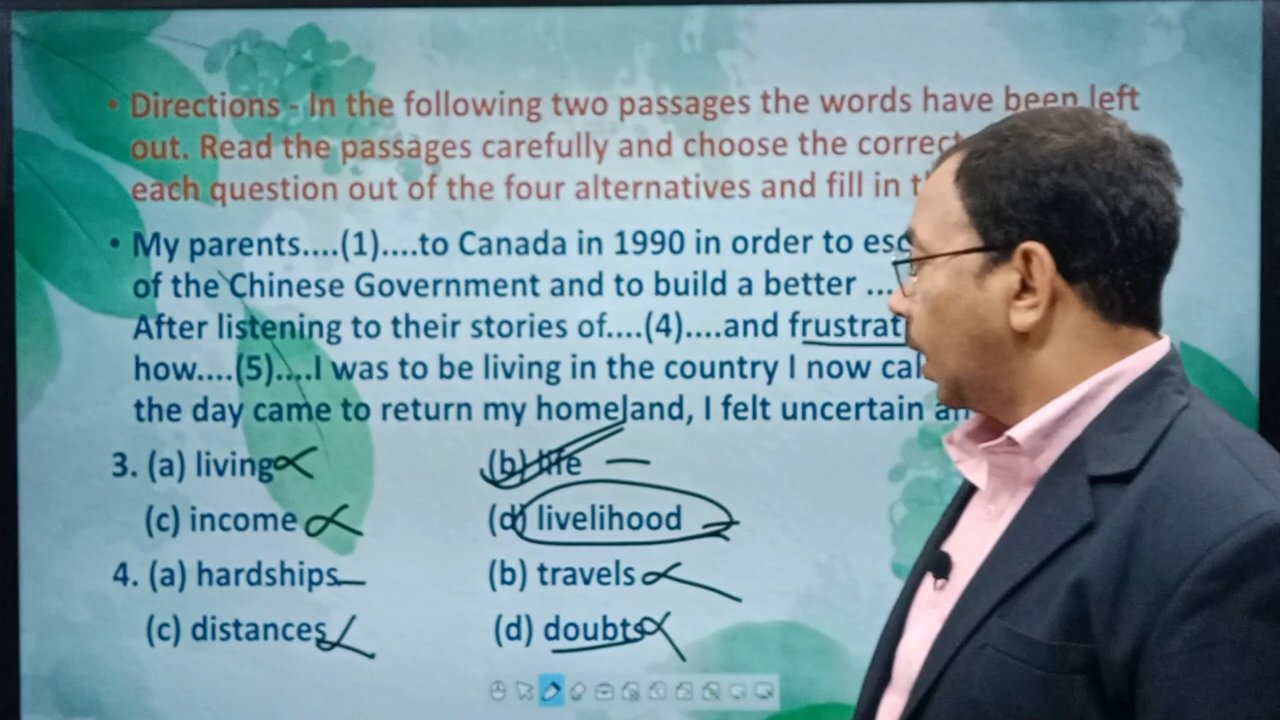 • Directions - In the following two passages the words have been left
out. Read the passages carefully and choose the correct
each question out of the four alternatives and fill in
• My parents....(1)....to Canada in 1990 in order to
of the Chinese Government and to build a better ...
After listening to their stories of....(4)....and
how....(5)....I was to be living in the country I now
the day came to return my homeland, I felt uncertain
3. (a) living (b) life
(c) income (d) livelihood
4. (a) hardships (b) travels
(c) distances (d) doubts